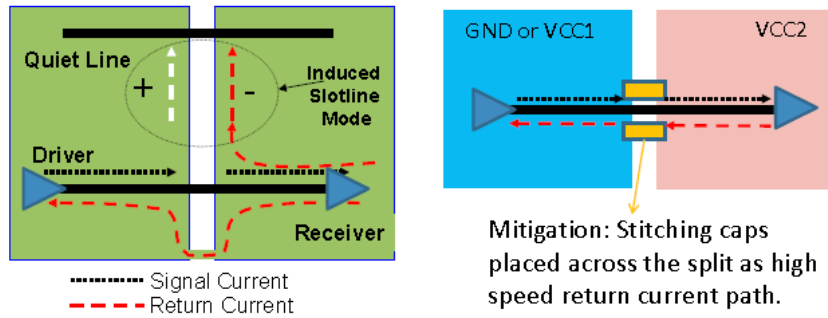 Quiet Line
+
-
Induced
Slotline
Mode
Driver
Receiver
Signal Current
Return Current
GND or VCC1
VCC2
Mitigation: Stitching caps
placed across the split as high
speed return current path.